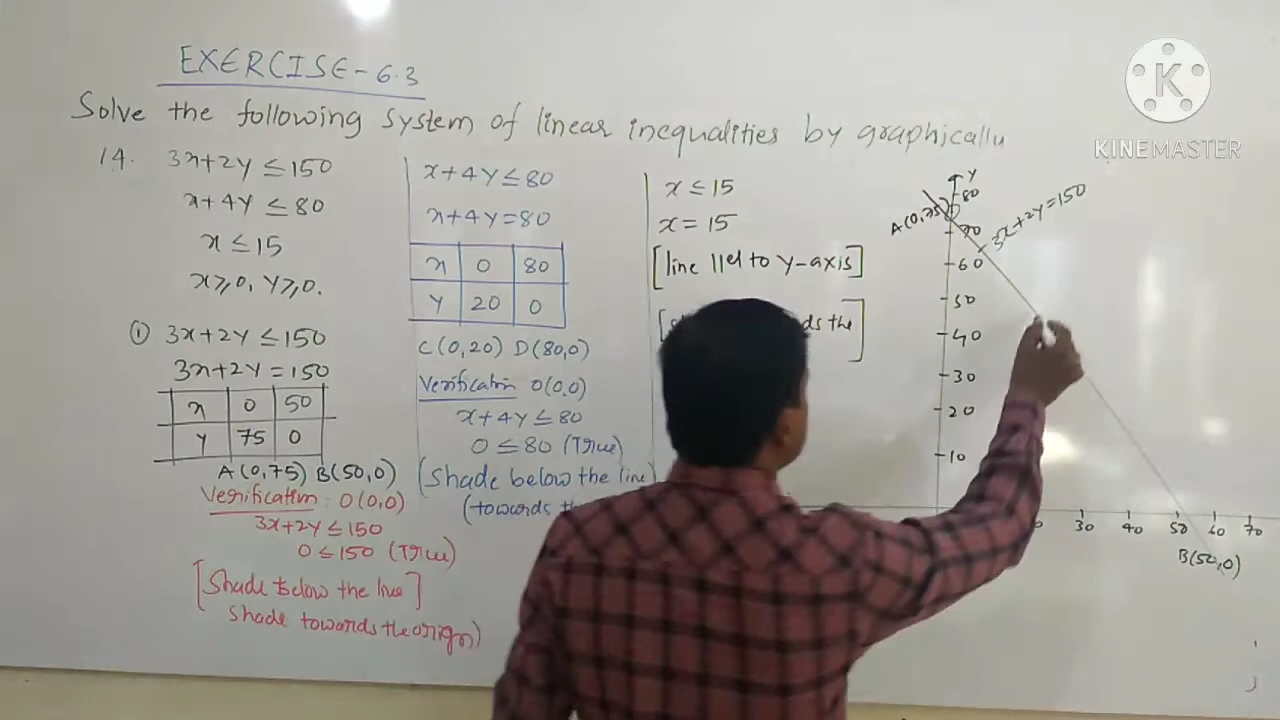 EXERCISE-6.3
Solve the following system of linear inequalities by graphically
14. 3x+2y ≤ 150
x+4y ≤ 80
x ≤ 15
x≥0, y≥0.
① 3x+2y ≤ 150
3x+2y = 150
x 0 50
y 75 0
A(0,75) B(50,0)
Verification: O(0,0)
3x+2y ≤ 150
0 ≤ 150 (True)
[Shade below the line]
Shade towards the origin)
x+4y ≤ 80
x+4y = 80
x 0 80
y 20 0
C(0,20) D(80,0)
Verification O(0,0)
x+4y ≤ 80
0 ≤ 80 (True)
(Shade below the line)
(towards
x ≤ 15
x = 15
[line 11el to y-axis]
the]
Y
80
A(0,75)
70
3x+2y=150
60
50
40
30
20
10
30 40 50 60 70
B(50,0)
K
KINEMASTER